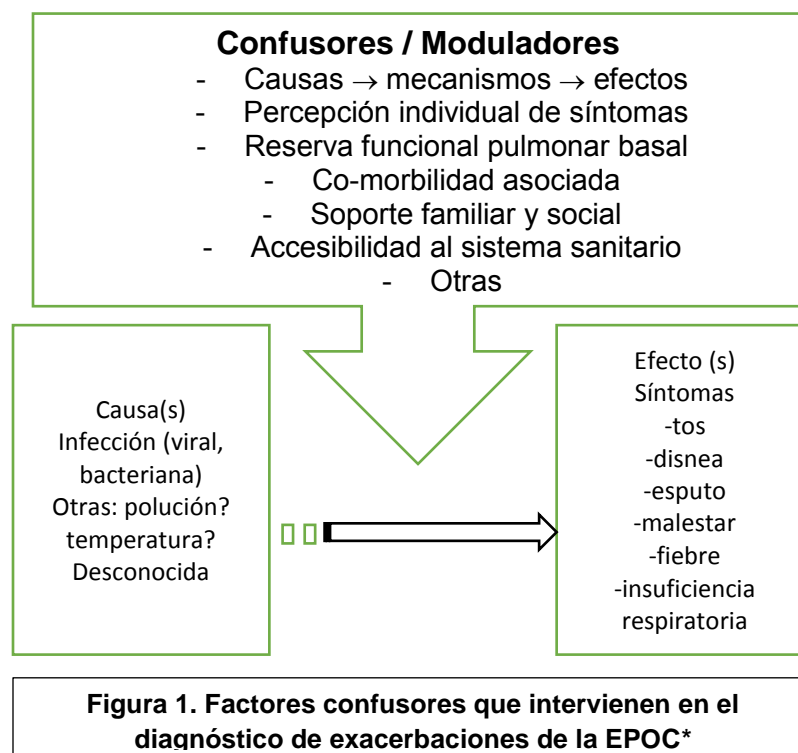 Confusores / Moduladores
- Causas → mecanismos → efectos
- Percepción individual de síntomas
- Reserva funcional pulmonar basal
- Co-morbilidad asociada
- Soporte familiar y social
- Accesibilidad al sistema sanitario
- Otras
Causa(s)
Infección (viral,
bacteriana)
Otras: polución?
temperatura?
Desconocida
Efecto (s)
Síntomas
-tos
-disnea
-esputo
-malestar
-fiebre
-insuficiencia
respiratoria
Figura 1. Factores confusores que intervienen en el
diagnóstico de exacerbaciones de la EPOC*